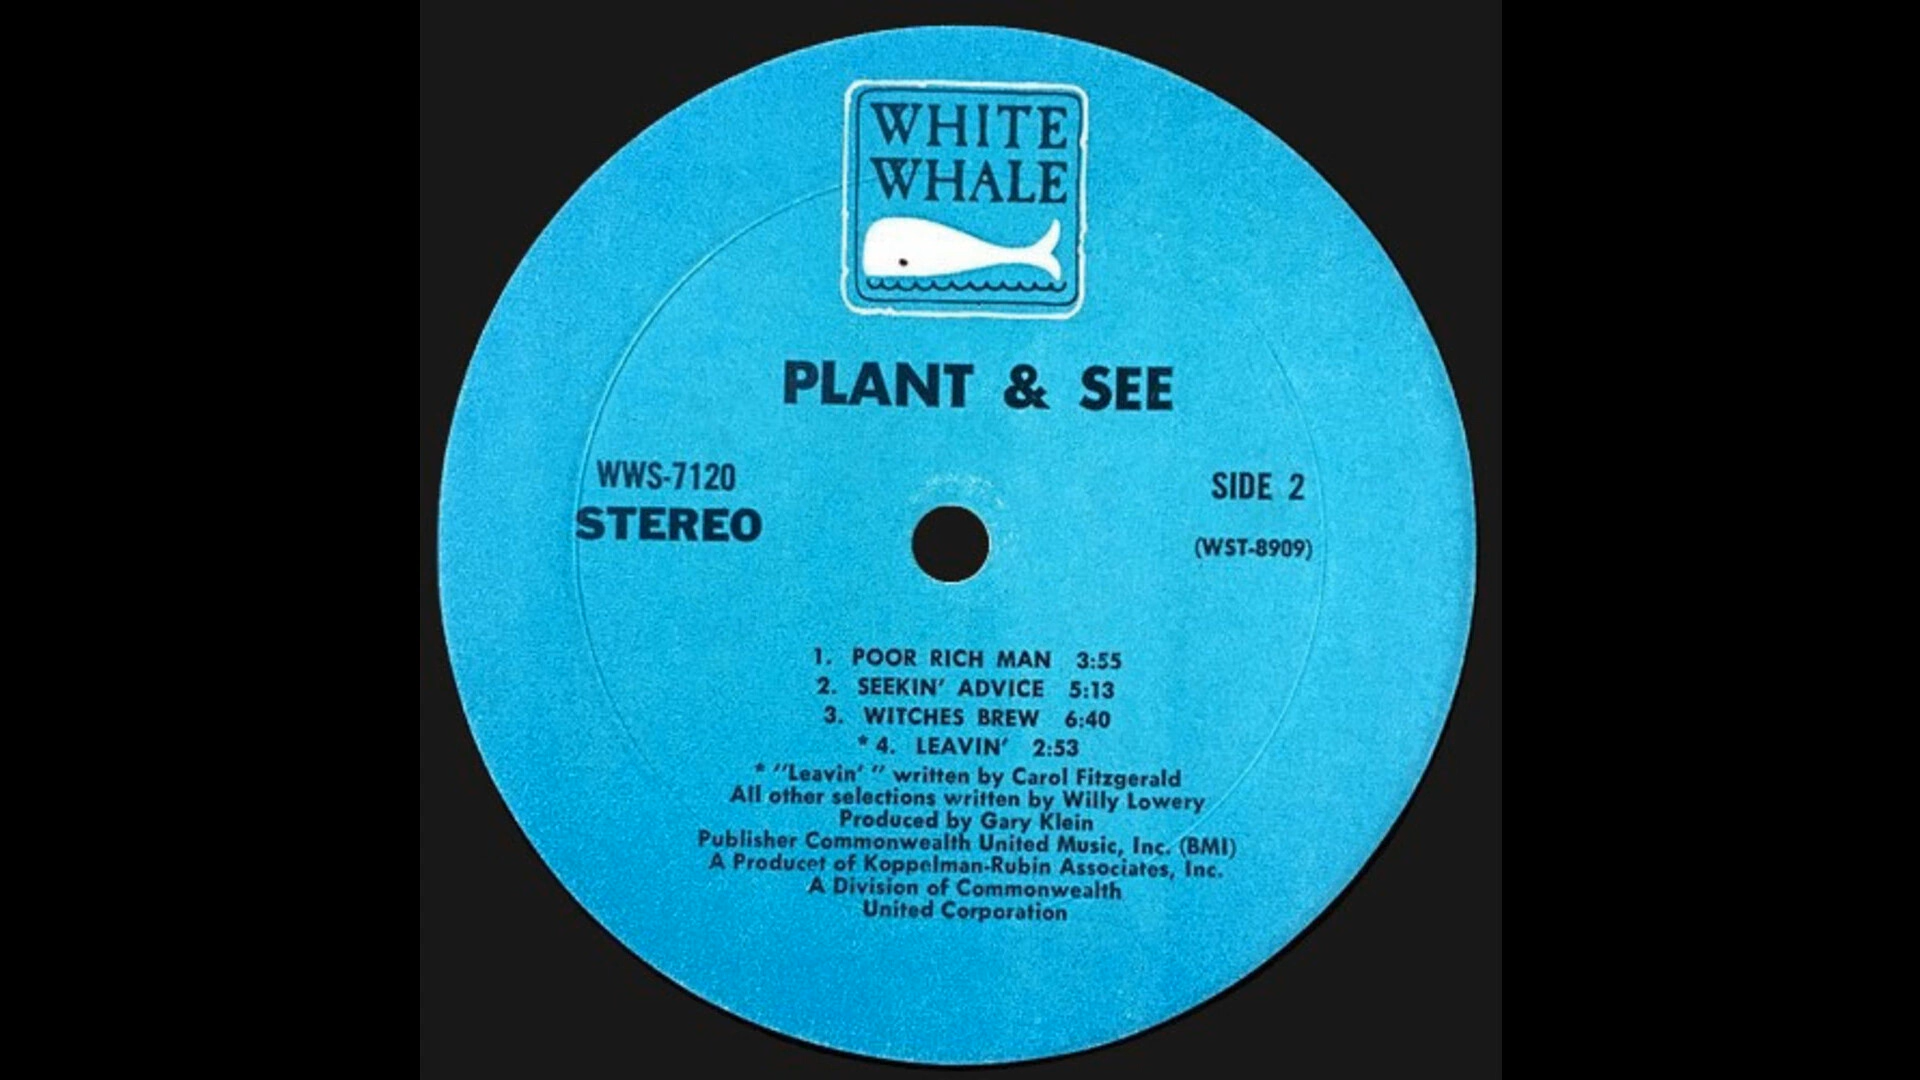 WHITE
WHALE
PLANT & SEE
WWS-7120
STEREO
SIDE 2
(WST-8909)
1. POOR RICH MAN 3:55
2. SEEKIN' ADVICE 5:13
3. WITCHES BREW 6:40
* 4. LEAVIN' 2:53
* "Leavin' " written by Carol Fitzgerald
All other selections written by Willy Lowery
Produced by Gary Klein
Publisher Commonwealth United Music, Inc. (BMI)
A Producet of Koppelman-Rubin Associates, Inc.
A Division of Commonwealth
United Corporation